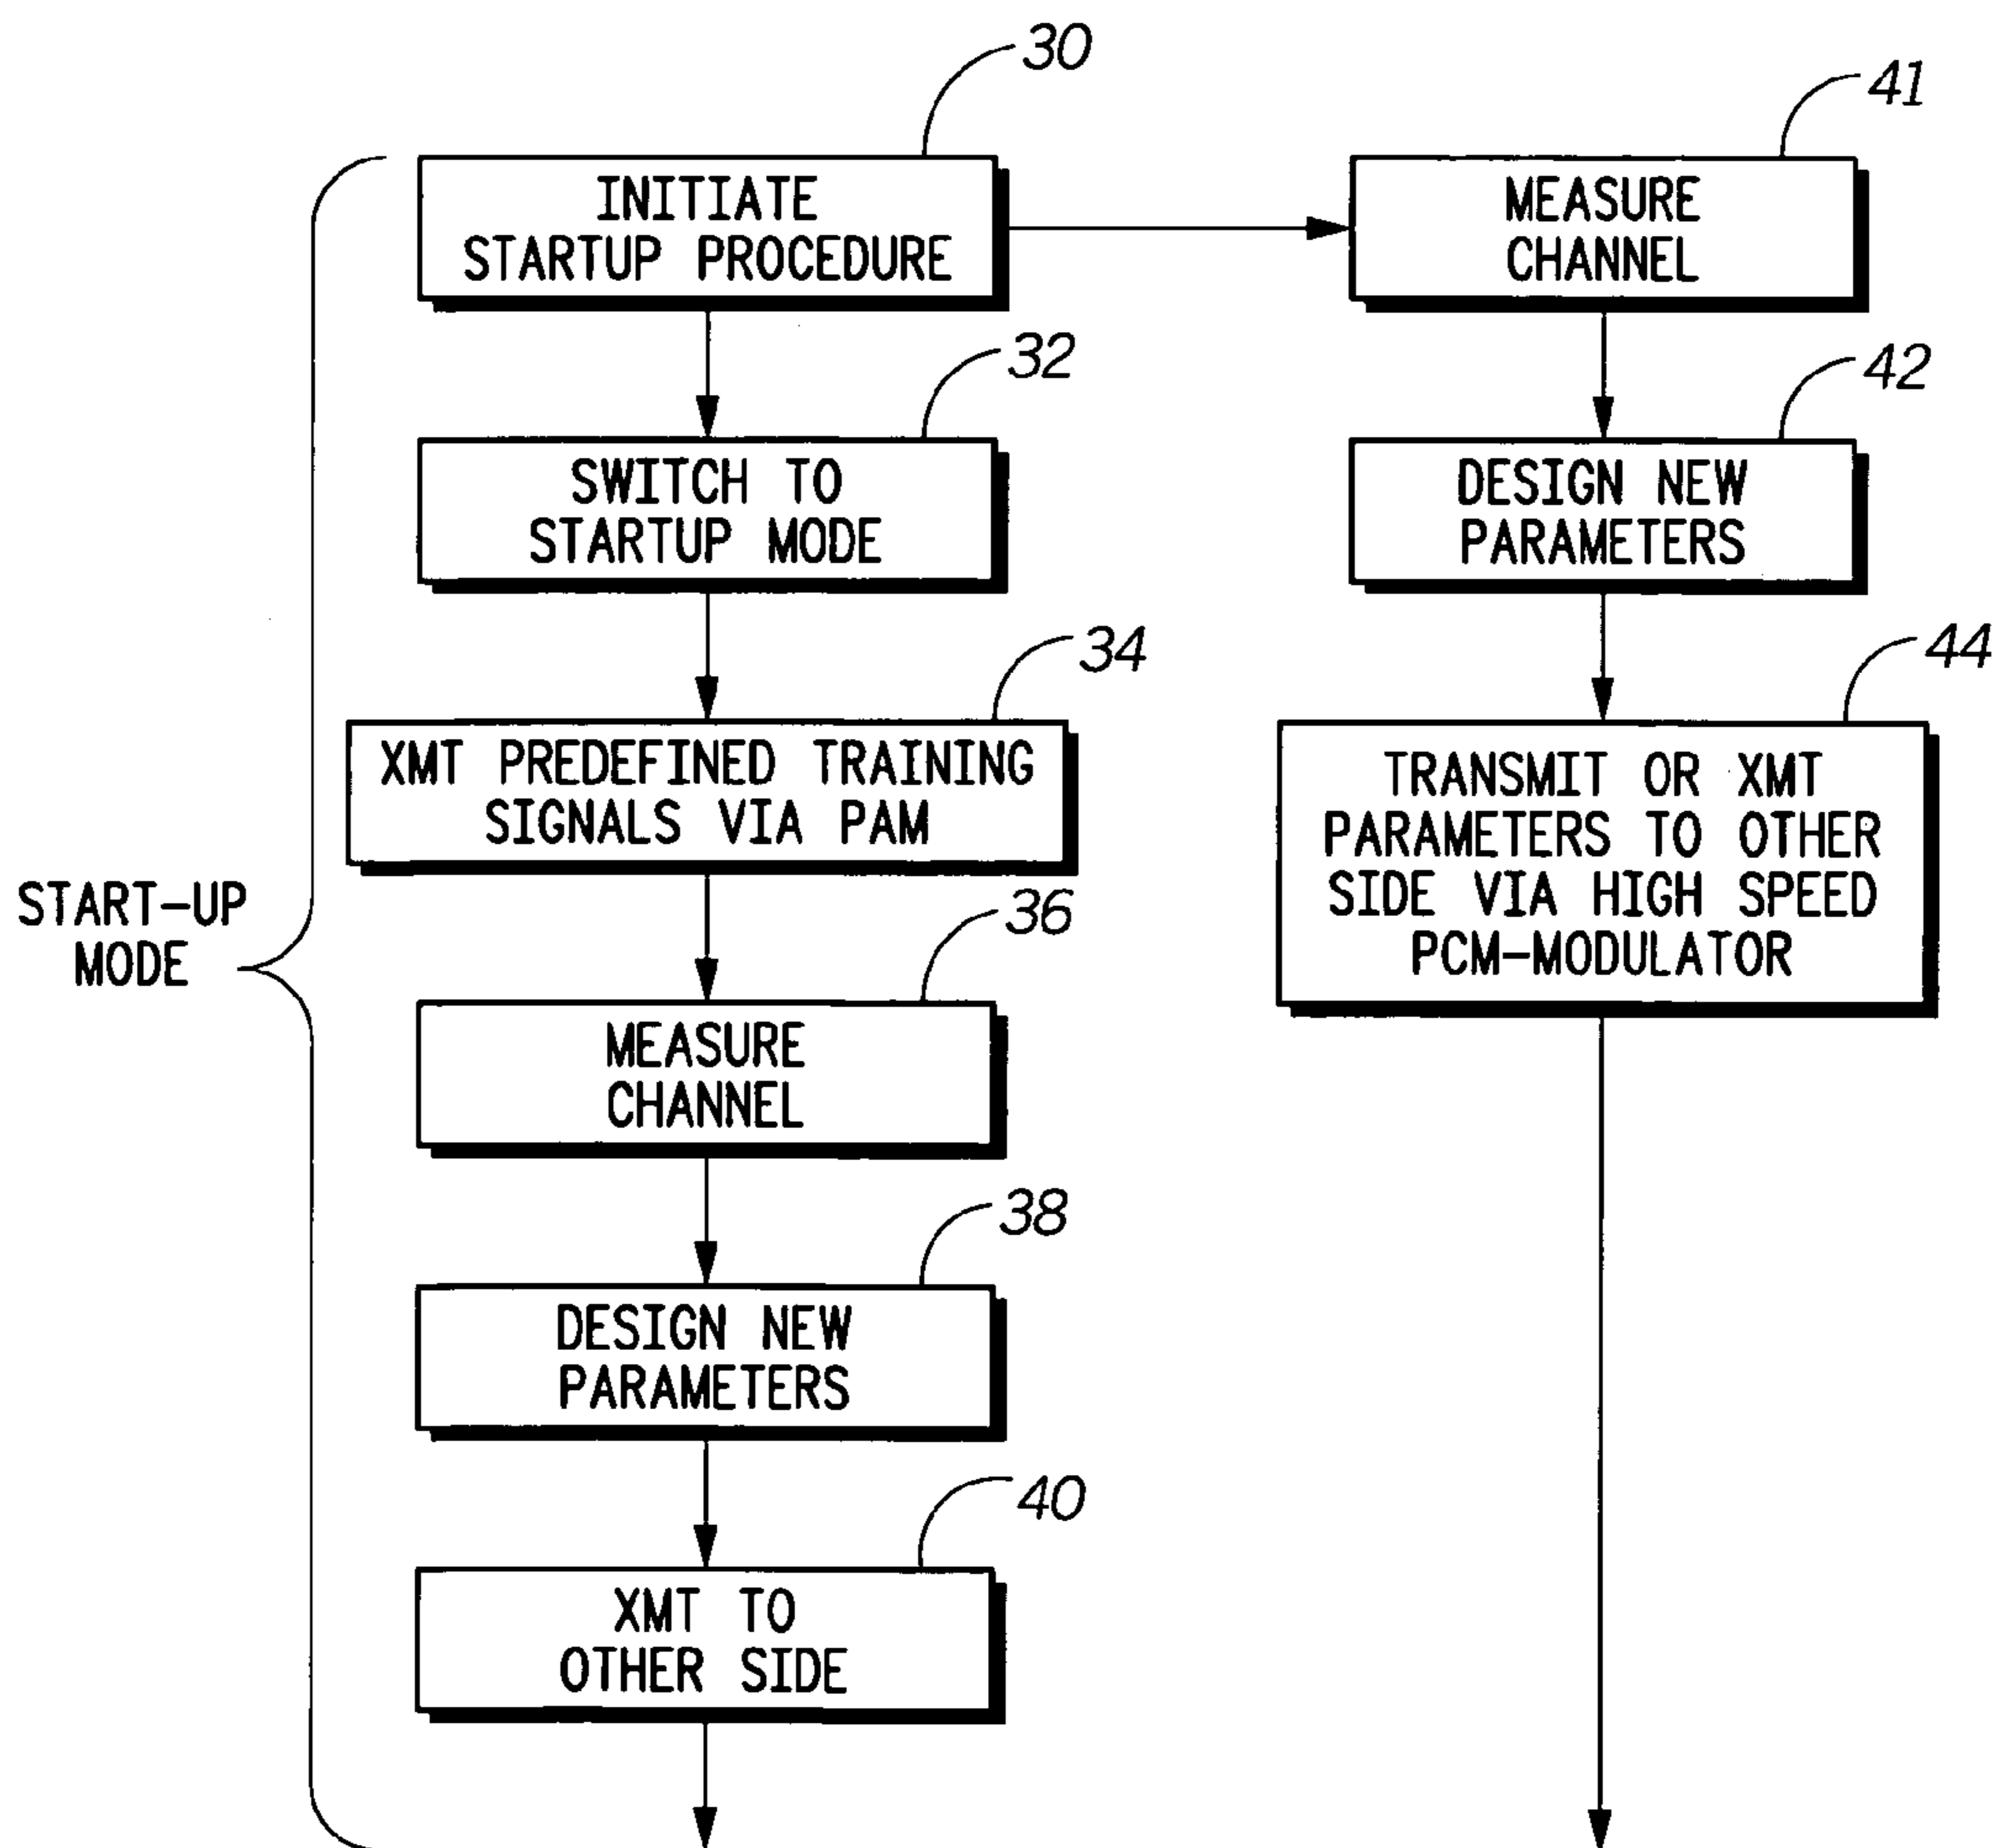 30
INITIATE
STARTUP PROCEDURE
32
SWITCH TO
STARTUP MODE
34
XMT PREDEFINED TRAINING
SIGNALS VIA PAM
START-UP
MODE
36
MEASURE
CHANNEL
38
DESIGN NEW
PARAMETERS
40
XMT TO
OTHER SIDE
41
MEASURE
CHANNEL
42
DESIGN NEW
PARAMETERS
44
TRANSMIT OR XMT
PARAMETERS TO OTHER
SIDE VIA HIGH SPEED
PCM-MODULATOR